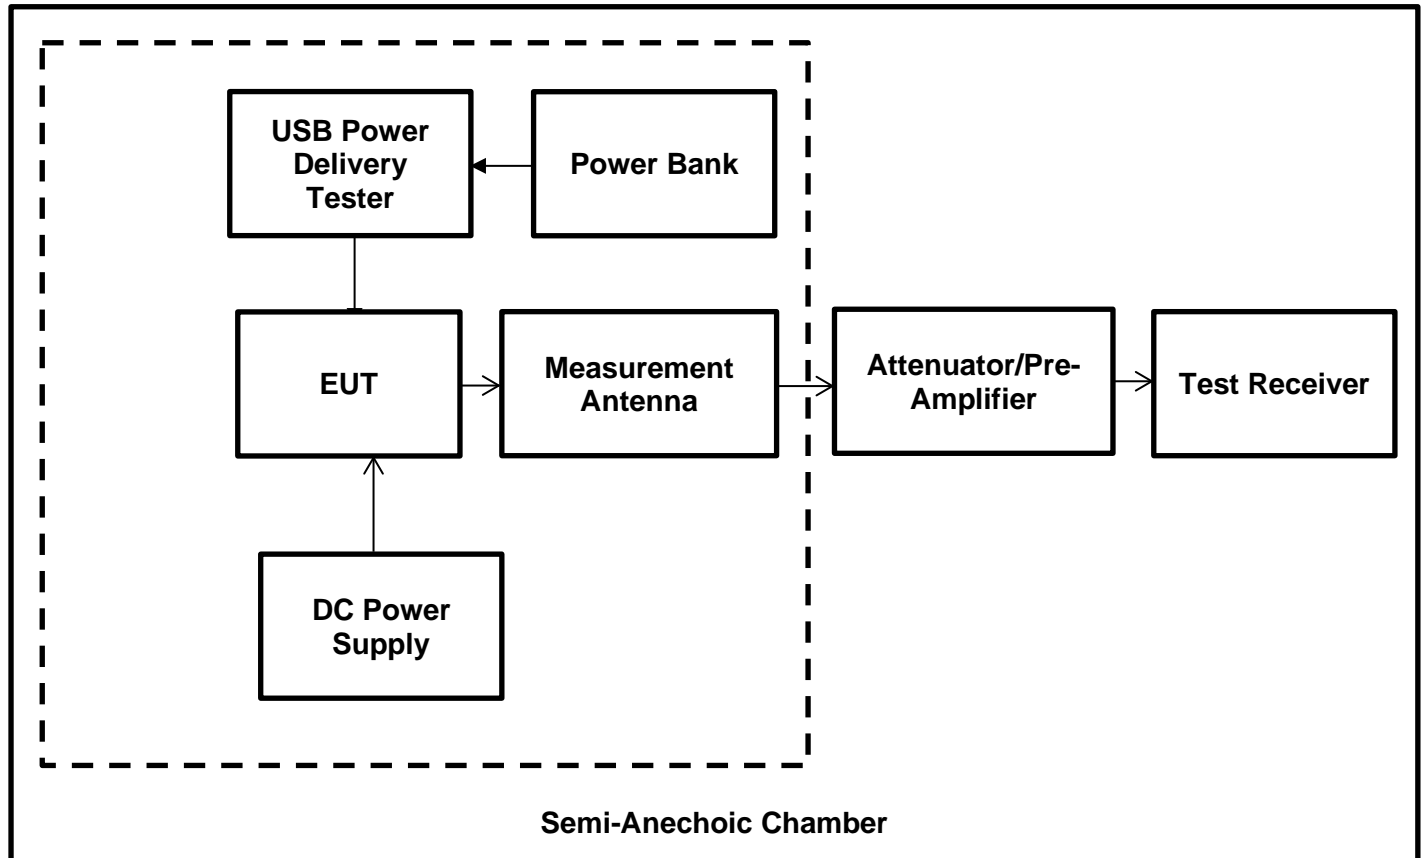 USB Power
Delivery
Tester
Power Bank
EUT
Measurement
Antenna
Attenuator/Pre-
Amplifier
Test Receiver
DC Power
Supply
Semi-Anechoic Chamber